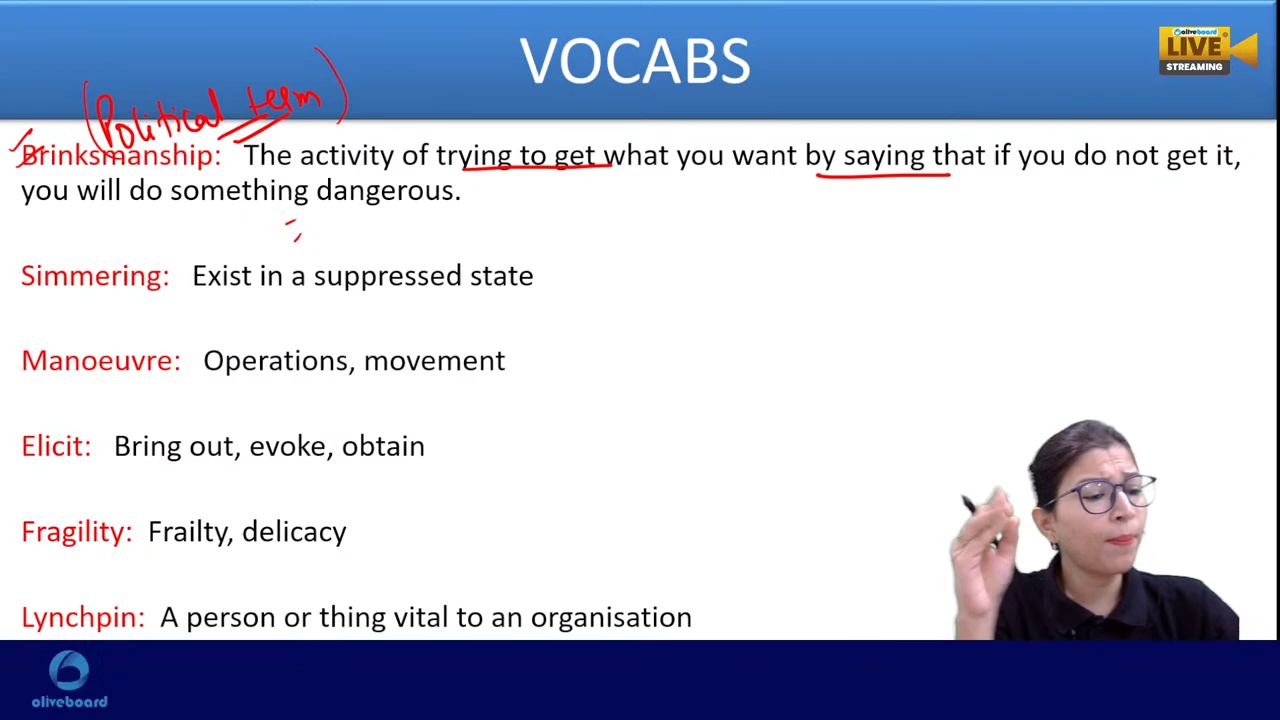 VOCABS
oliveboard
LIVE
STREAMING
(Political term)
Brinksmanship: The activity of trying to get what you want by saying that if you do not get it,
you will do something dangerous.
Simmering: Exist in a suppressed state
Manoeuvre: Operations, movement
Elicit: Bring out, evoke, obtain
Fragility: Frailty, delicacy
Lynchpin: A person or thing vital to an organisation
oliveboard